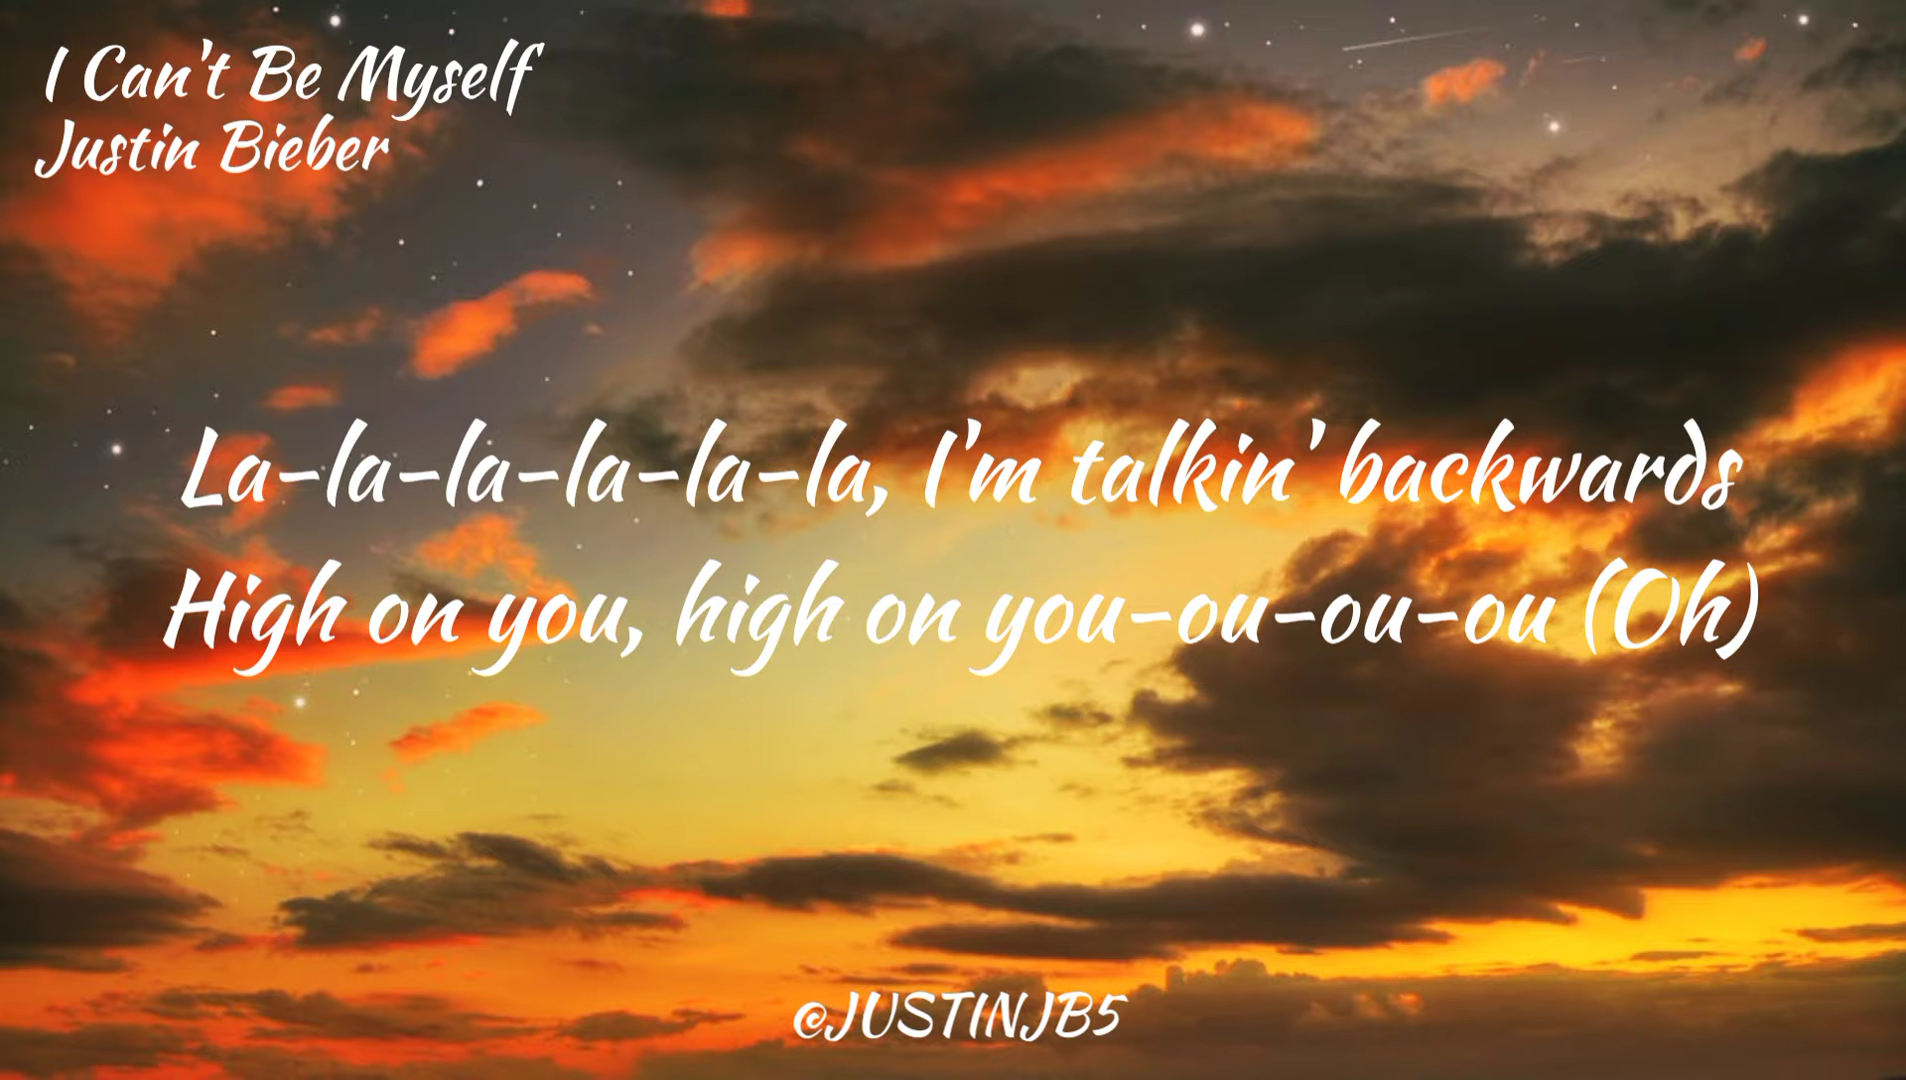 I Can't Be Myself
Justin Bieber
La-la-la-la-la-la, I'm talkin' backwards
High on you, high on you-ou-ou-ou (Oh)
@JUSTINJB5